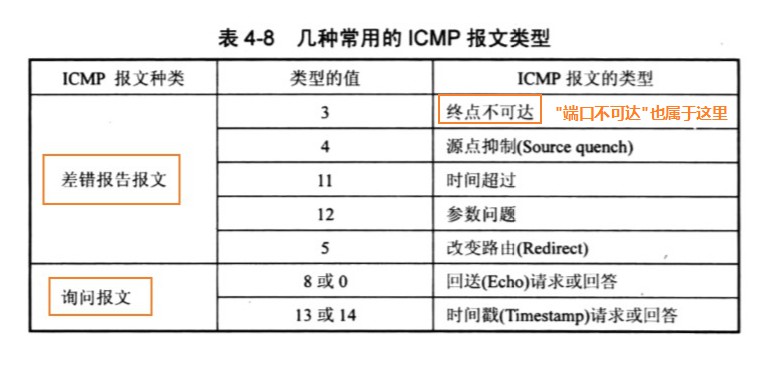 表 4-8 几种常用的 ICMP 报文类型
ICMP 报文种类 类型的值 ICMP 报文的类型
差错报告报文 3 终点不可达 "端口不可达"也属于这里
4 源点抑制(Source quench)
11 时间超过
12 参数问题
5 改变路由(Redirect)
询问报文 8 或 0 回送(Echo)请求或回答
13 或 14 时间戳(Timestamp)请求或回答